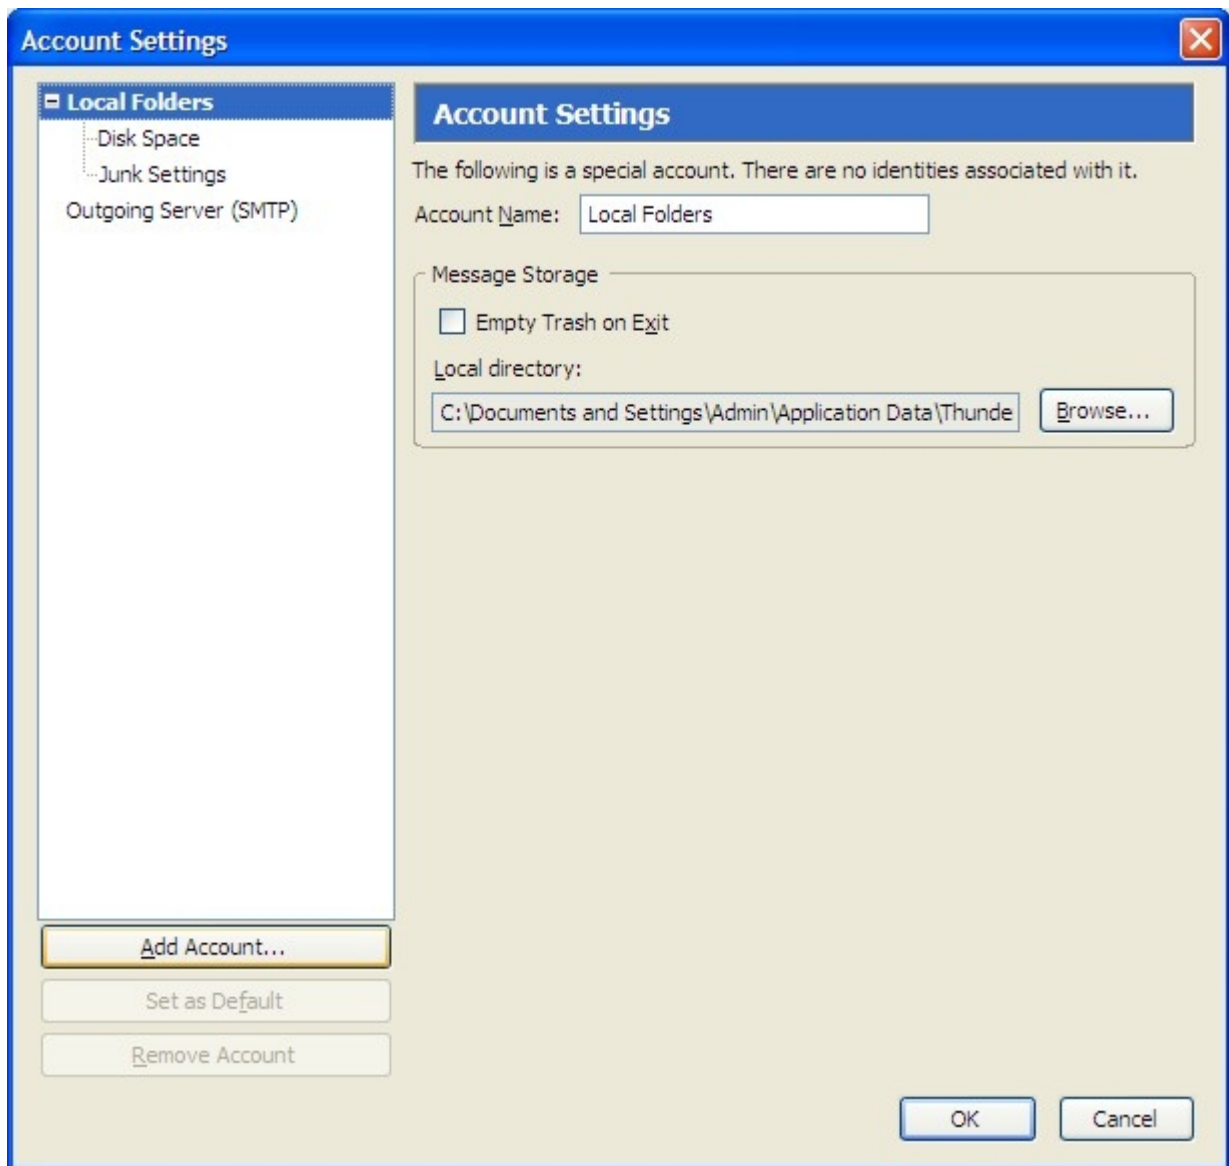 Account Settings
Local Folders
Disk Space
Junk Settings
Outgoing Server (SMTP)
Add Account...
Set as Default
Remove Account
Account Settings
The following is a special account. There are no identities associated with it.
Account Name: Local Folders
Message Storage
Empty Trash on Exit
Local directory:
C:\Documents and Settings\Admin\Application Data\Thunde Browse...
OK Cancel